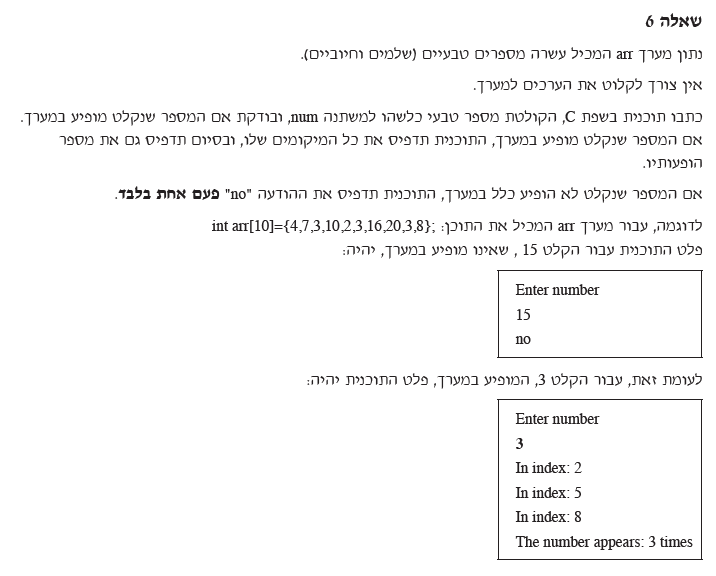 שאלה 6
נתון מערך arr המכיל עשרה מספרים טבעיים (שלמים וחיוביים).
אין צורך לקלוט את הערכים למערך.
כתבו תוכנית בשפת C, הקולטת מספר טבעי כלשהו למשתנה num, ובודקת אם המספר שנקלט מופיע במערך.
אם המספר שנקלט מופיע במערך, התוכנית תדפיס את כל המיקומים שלו, ובסיום תדפיס גם את מספר
הופעותיו.
אם המספר שנקלט לא הופיע כלל במערך, התוכנית תדפיס את ההודעה "no" פעם אחת בלבד.
לדוגמה, עבור מערך arr המכיל את התוכן: int arr[10]={4,7,3,10,2,3,16,20,3,8};
פלט התוכנית עבור הקלט 15 , שאינו מופיע במערך, יהיה:
Enter number
15
no
לעומת זאת, עבור הקלט 3, המופיע במערך, פלט התוכנית יהיה:
Enter number
3
In index: 2
In index: 5
In index: 8
The number appears: 3 times